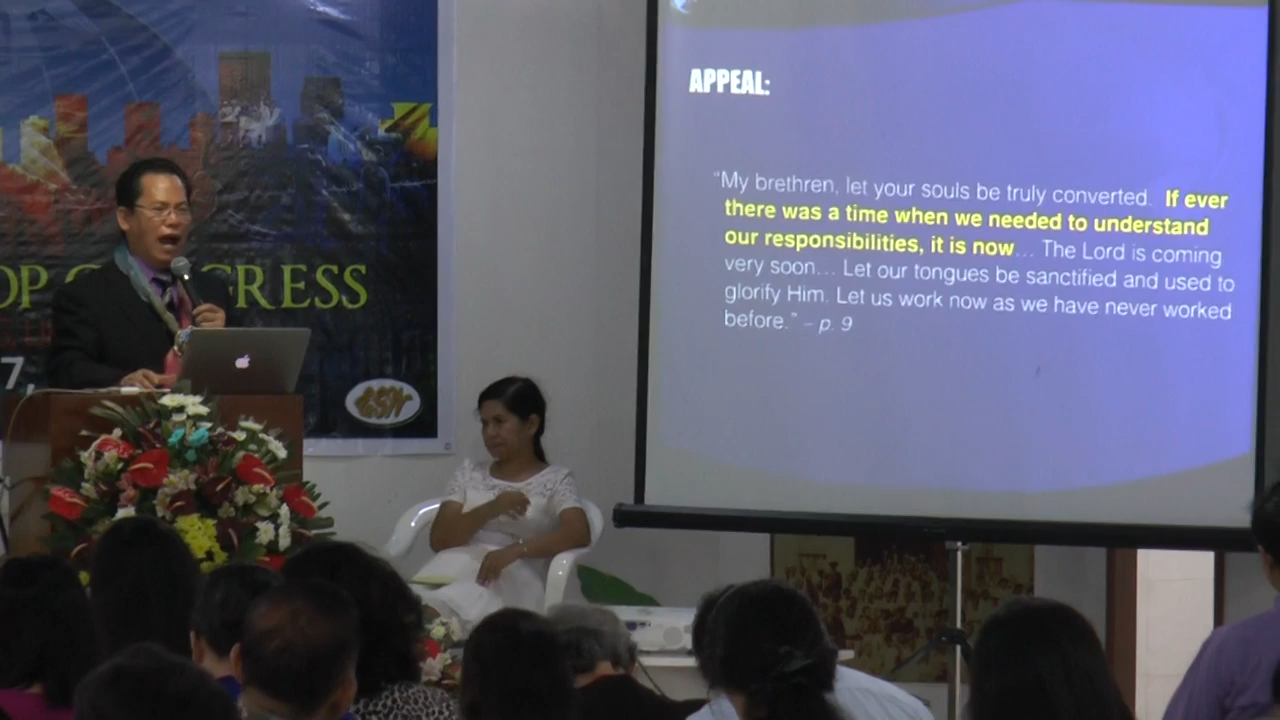 APPEAL:
“My brethren, let your souls be truly converted. If ever
there was a time when we needed to understand
our responsibilities, it is now... The Lord is coming
very soon... Let our tongues be sanctified and used to
glorify Him. Let us work now as we have never worked
before.” – p. 9
7,